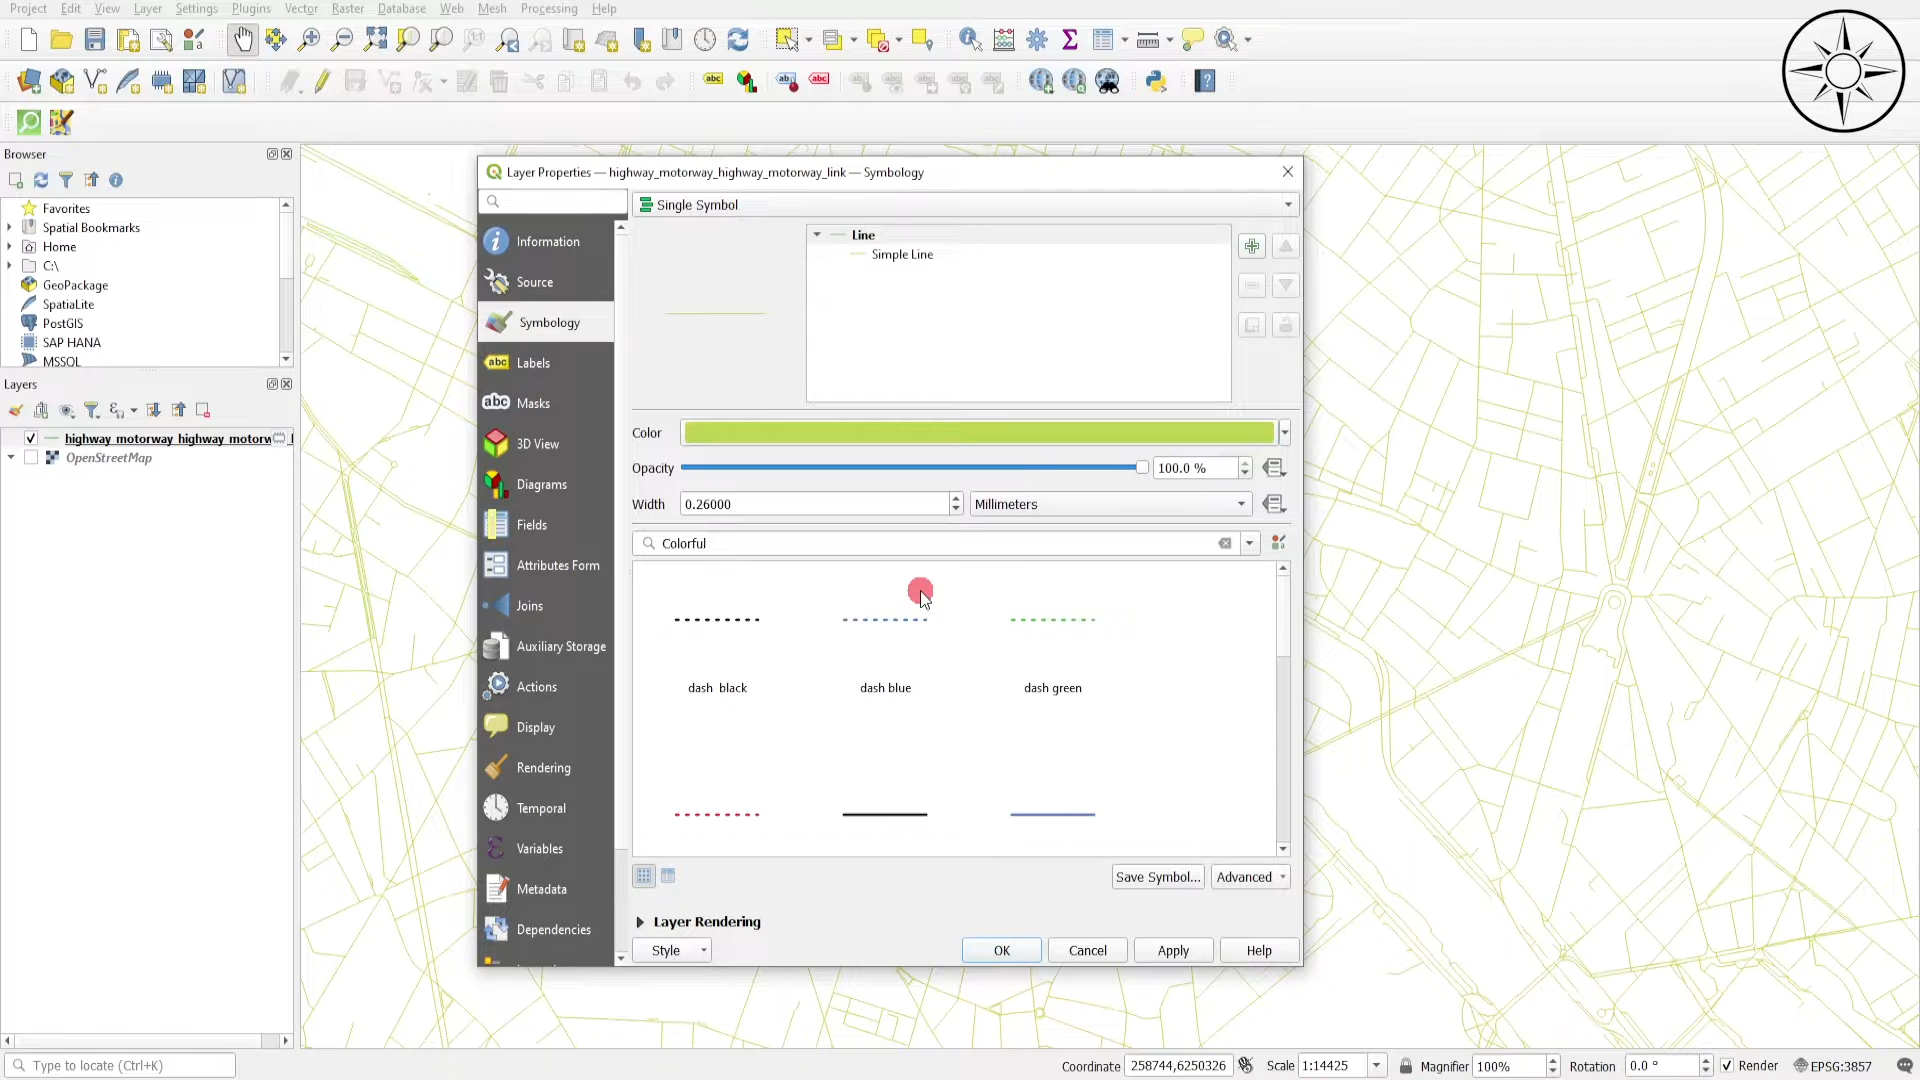 Project Edit View Layer Settings Plugins Vector Raster Database Web Mesh Processing Help
Browser
Favorites
Spatial Bookmarks
Home
C:\
GeoPackage
SpatiaLite
PostGIS
SAP HANA
MSSQL
Layers
highway_motorway_highway_motorw
OpenStreetMap
Layer Properties — highway_motorway_highway_motorway_link — Symbology
Information
Source
Symbology
Labels
Masks
3D View
Diagrams
Fields
Attributes Form
Joins
Auxiliary Storage
Actions
Display
Rendering
Temporal
Variables
Metadata
Dependencies
Single Symbol
Line
Simple Line
Color
Opacity 100.0 %
Width 0.26000 Millimeters
Colorful
dash  black dash blue dash green
Save Symbol... Advanced
Layer Rendering
Style OK Cancel Apply Help
Type to locate (Ctrl+K) Coordinate 258744,6250326 Scale 1:14425 Magnifier 100% Rotation 0.0 ° Render EPSG:3857